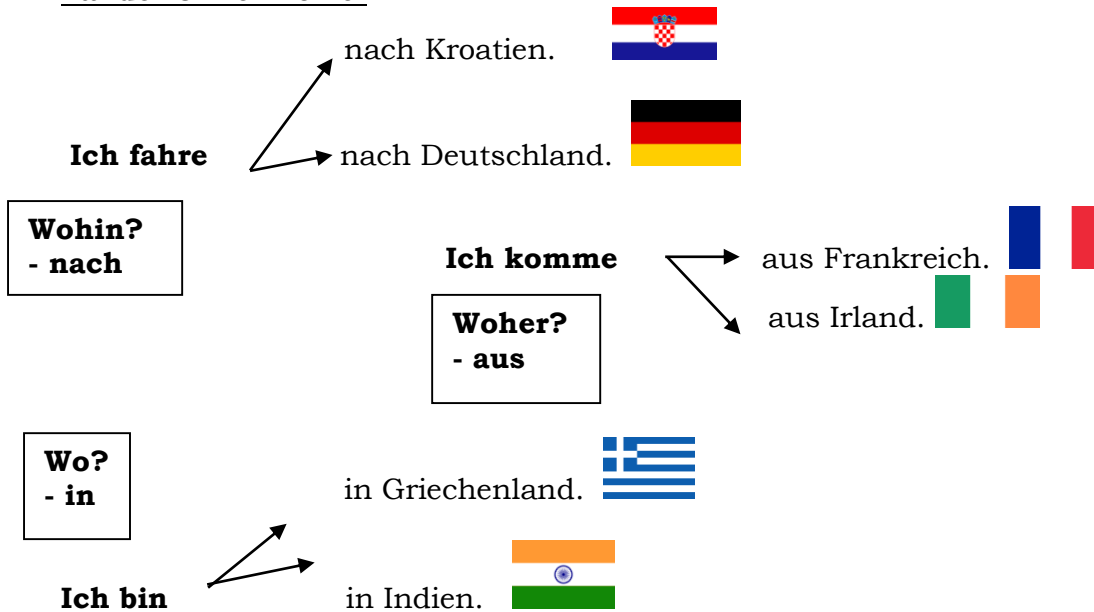 nach Kroatien.
Ich fahre
nach Deutschland.
Wohin?
- nach
Ich komme
aus Frankreich.
aus Irland.
Woher?
- aus
Wo?
- in
in Griechenland.
Ich bin
in Indien.